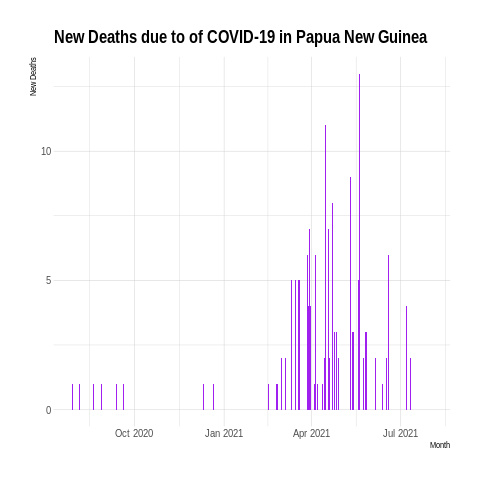 New Deaths due to of COVID-19 in Papua New Guinea
New Deaths
10
5
0
Oct 2020 Jan 2021 Apr 2021 Jul 2021
Month